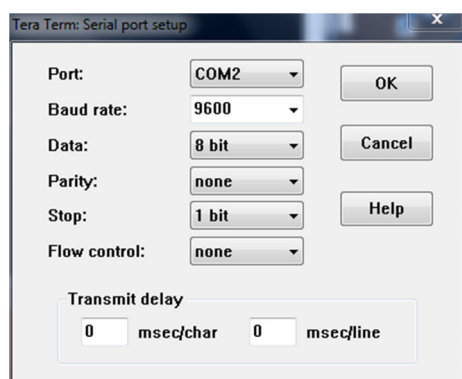 Tera Term: Serial port setup
x
Port: COM2 OK
Baud rate: 9600
Data: 8 bit Cancel
Parity: none
Stop: 1 bit Help
Flow control: none
Transmit delay
0 msec/char 0 msec/line